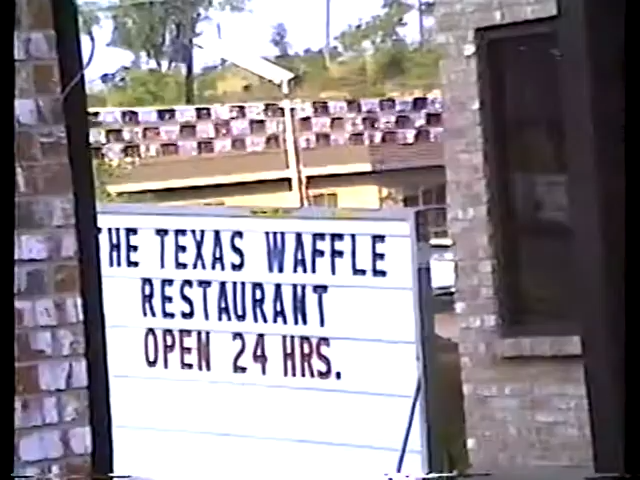 THE TEXAS WAFFLE
RESTAURANT
OPEN 24 HRS.